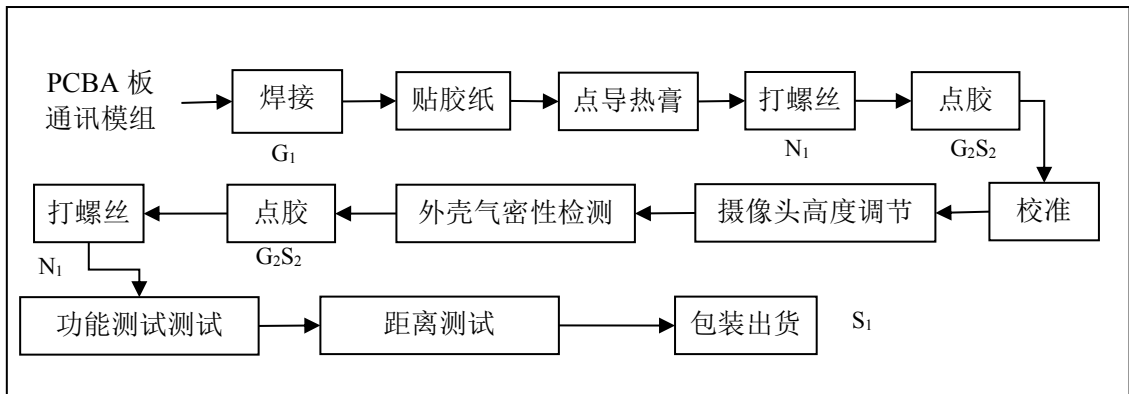 PCBA 板
通讯模组
焊接
贴胶纸
点导热膏
打螺丝
点胶
G₁
N₁
G₂S₂
校准
摄像头高度调节
外壳气密性检测
点胶
打螺丝
G₂S₂
N₁
功能测试测试
距离测试
包装出货
S₁